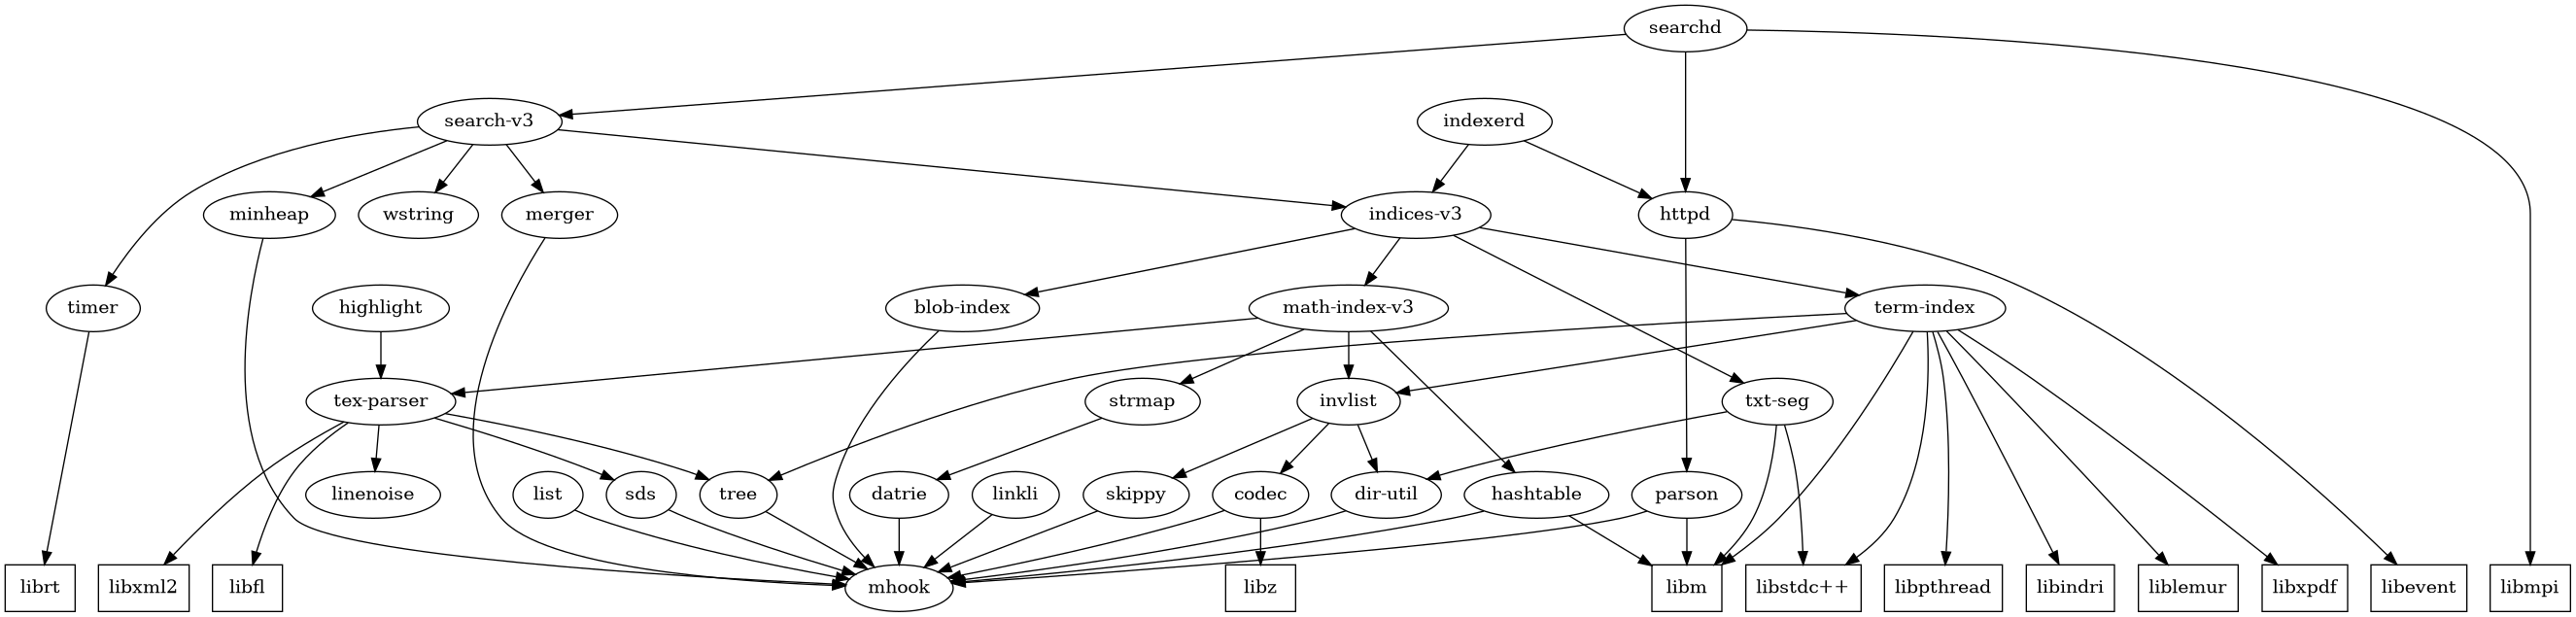 searchd
search-v3
indexerd
minheap
wstring
merger
indices-v3
httpd
timer
highlight
blob-index
math-index-v3
term-index
tex-parser
strmap
invlist
txt-seg
linenoise
list
sds
tree
datrie
linkli
skippy
codec
dir-util
hashtable
parson
librt
libxml2
libfl
mhook
libz
libm
libstdc++
libpthread
libindri
liblemur
libxpdf
libevent
libmpi